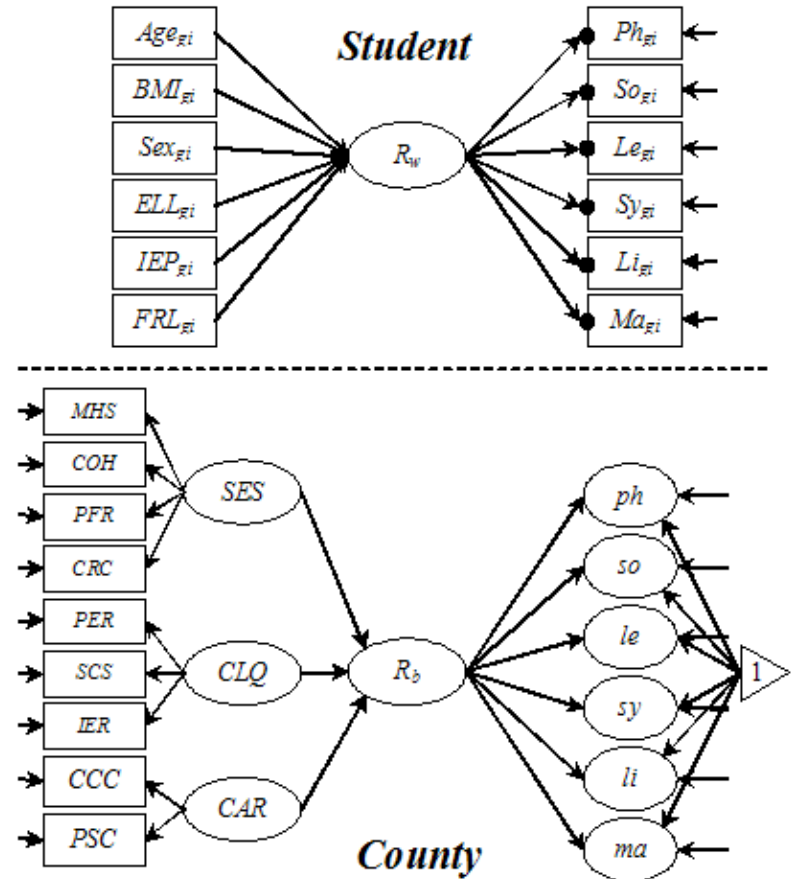 Student
Age_gi
BMI_gi
Sex_gi
ELL_gi
IEP_gi
FRL_gi
R_w
Ph_gi
So_gi
Le_gi
Sy_gi
Li_gi
Ma_gi
MHS
COH
PFR
CRC
PER
SCS
IER
CCC
PSC
SES
CLQ
CAR
R_b
ph
so
le
sy
li
ma
1
County